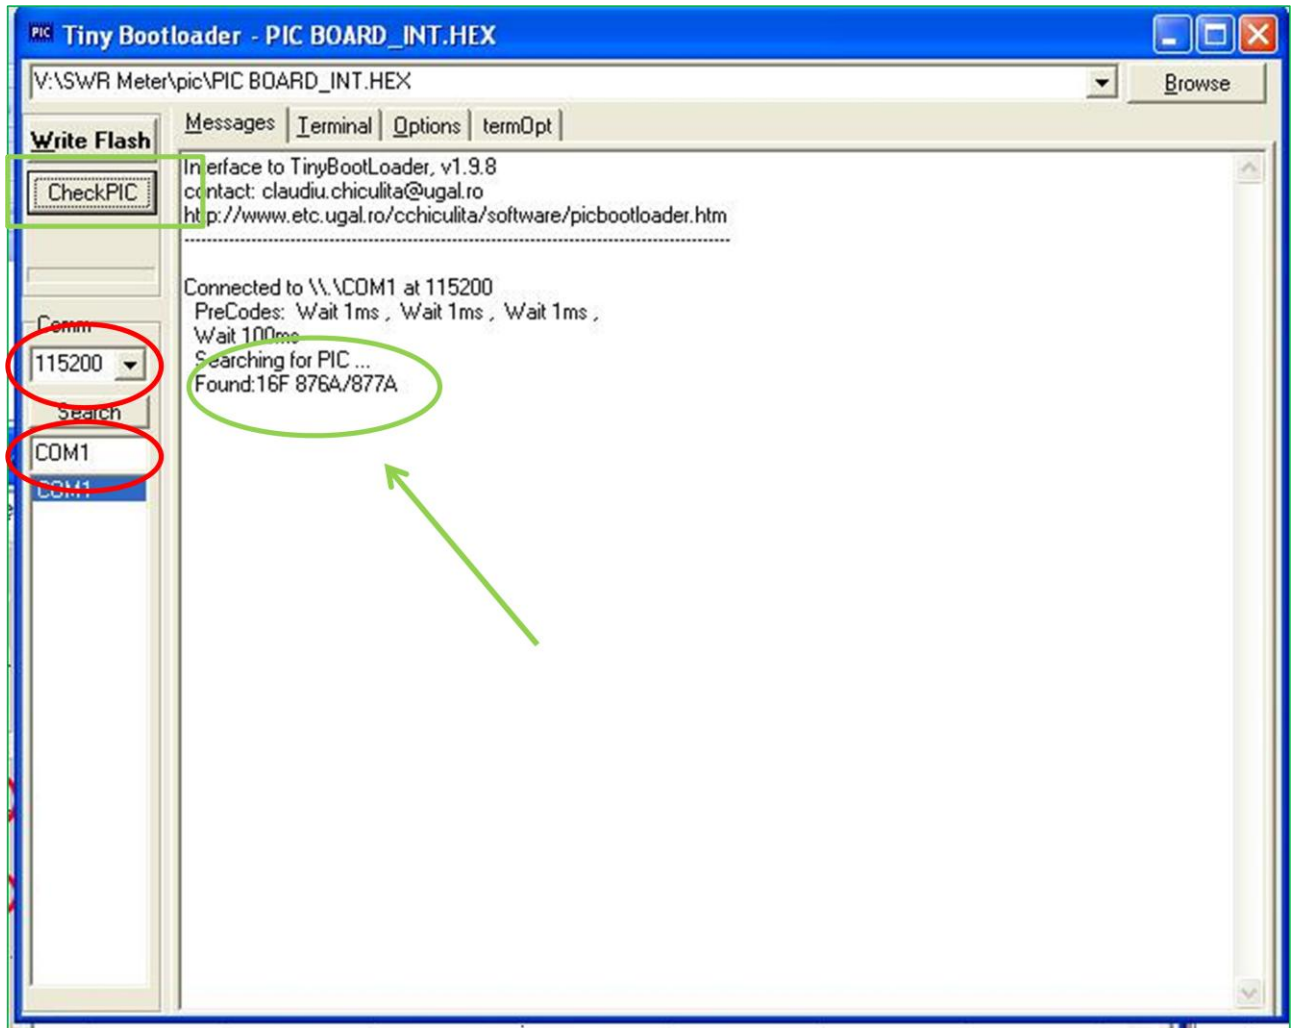 PIC Tiny Bootloader - PIC BOARD_INT.HEX
V:\SWR Meter\pic\PIC BOARD_INT.HEX
Browse
Write Flash
Messages Terminal Options termOpt
CheckPIC
Interface to TinyBootLoader, v1.9.8
contact: claudiu.chiculita@ugal.ro
http://www.etc.ugal.ro/cchiculita/software/picbootloader.htm
--------------------------------------------------------------------------------
Connected to \\.\COM1 at 115200
PreCodes: Wait 1ms , Wait 1ms , Wait 1ms ,
Wait 100ms
Searching for PIC ...
Found:16F 876A/877A
Comm
115200
Search
COM1
COM1